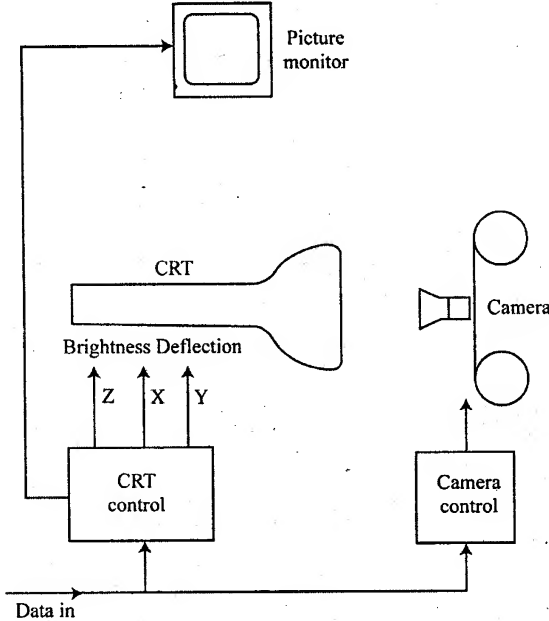 Picture
monitor
CRT
Camera
Brightness Deflection
Z
X
Y
CRT
control
Camera
control
Data in